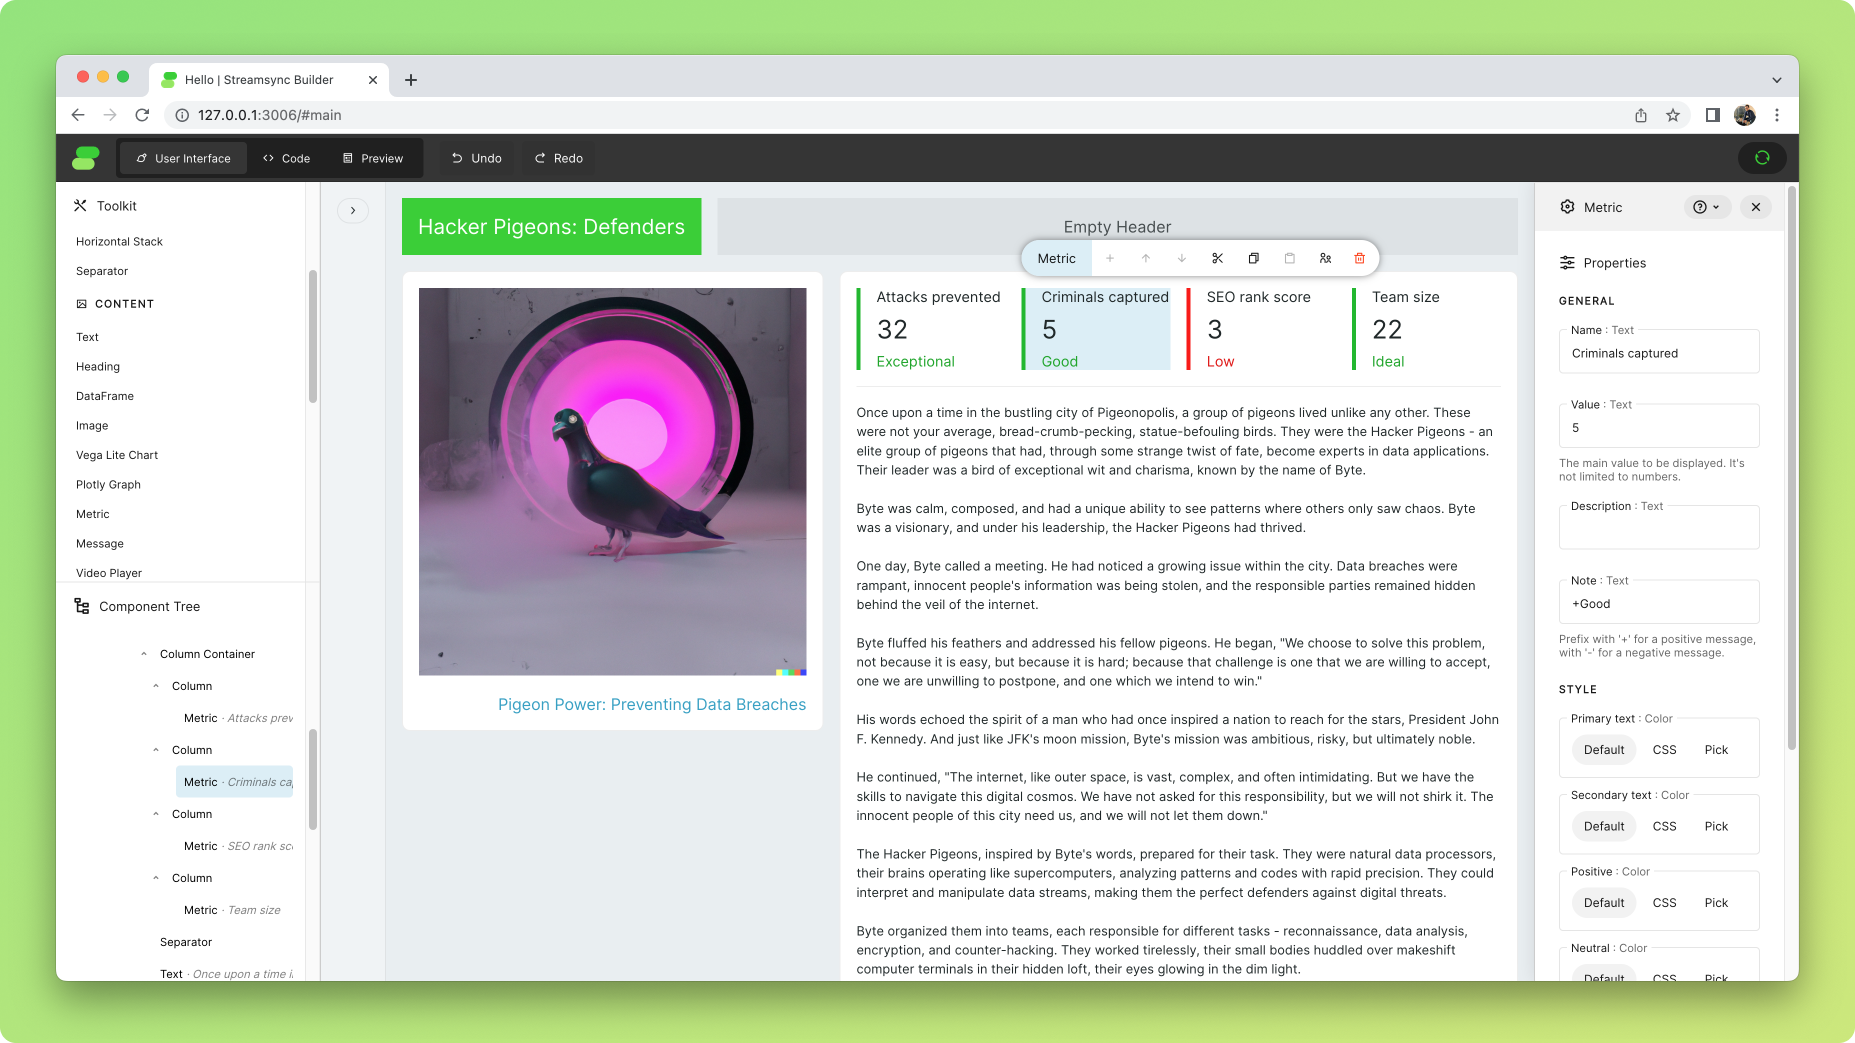 Hello | Streamsync Builder
127.0.0.1:3006/#main
User Interface
Code
Preview
Undo
Redo
Toolkit
Horizontal Stack
Separator
CONTENT
Text
Heading
DataFrame
Image
Vega Lite Chart
Plotly Graph
Metric
Message
Video Player
Component Tree
Column Container
Column
Metric · Attacks prev
Column
Metric · Criminals ca
Column
Metric · SEO rank sc
Column
Metric · Team size
Separator
Text · Once upon a time i
Hacker Pigeons: Defenders
Empty Header
Metric
Pigeon Power: Preventing Data Breaches
Attacks prevented
32
Exceptional
Criminals captured
5
Good
SEO rank score
3
Low
Team size
22
Ideal
Once upon a time in the bustling city of Pigeonopolis, a group of pigeons lived unlike any other. These
were not your average, bread-crumb-pecking, statue-befouling birds. They were the Hacker Pigeons - an
elite group of pigeons that had, through some strange twist of fate, become experts in data applications.
Their leader was a bird of exceptional wit and charisma, known by the name of Byte.
Byte was calm, composed, and had a unique ability to see patterns where others only saw chaos. Byte
was a visionary, and under his leadership, the Hacker Pigeons had thrived.
One day, Byte called a meeting. He had noticed a growing issue within the city. Data breaches were
rampant, innocent people's information was being stolen, and the responsible parties remained hidden
behind the veil of the internet.
Byte fluffed his feathers and addressed his fellow pigeons. He began, "We choose to solve this problem,
not because it is easy, but because it is hard; because that challenge is one that we are willing to accept,
one we are unwilling to postpone, and one which we intend to win."
His words echoed the spirit of a man who had once inspired a nation to reach for the stars, President John
F. Kennedy. And just like JFK's moon mission, Byte's mission was ambitious, risky, but ultimately noble.
He continued, "The internet, like outer space, is vast, complex, and often intimidating. But we have the
skills to navigate this digital cosmos. We have not asked for this responsibility, but we will not shirk it. The
innocent people of this city need us, and we will not let them down."
The Hacker Pigeons, inspired by Byte's words, prepared for their task. They were natural data processors,
their brains operating like supercomputers, analyzing patterns and codes with rapid precision. They could
interpret and manipulate data streams, making them the perfect defenders against digital threats.
Byte organized them into teams, each responsible for different tasks - reconnaissance, data analysis,
encryption, and counter-hacking. They worked tirelessly, their small bodies huddled over makeshift
computer terminals in their hidden loft, their eyes glowing in the dim light.
Metric
Properties
GENERAL
Name : Text
Criminals captured
Value : Text
5
The main value to be displayed. It's
not limited to numbers.
Description : Text
Note : Text
+Good
Prefix with '+' for a positive message,
with '-' for a negative message.
STYLE
Primary text : Color
Default CSS Pick
Secondary text : Color
Default CSS Pick
Positive : Color
Default CSS Pick
Neutral : Color
Default CSS Pick